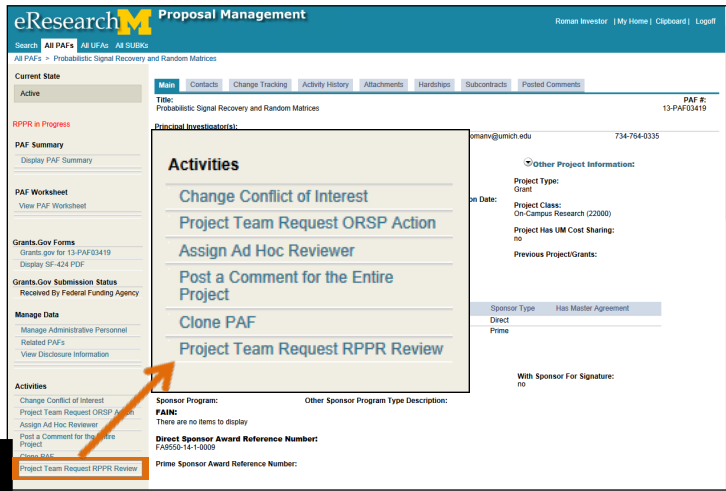 eResearch M Proposal Management
Roman Investor | My Home | Clipboard | Logoff
Search All PAFs All UFAs All SUBKs
All PAFs > Probabilistic Signal Recovery and Random Matrices
Current State
Active
RPPR in Progress
PAF Summary
Display PAF Summary
PAF Worksheet
View PAF Worksheet
Grants.Gov Forms
Grants.gov for 13-PAF03419
Display SF-424 PDF
Grants.Gov Submission Status
Received By Federal Funding Agency
Manage Data
Manage Administrative Personnel
Related PAFs
View Disclosure Information
Activities
Change Conflict of Interest
Project Team Request ORSP Action
Assign Ad Hoc Reviewer
Post a Comment for the Entire
Project
Clone PAF
Project Team Request RPPR Review
Main Contacts Change Tracking Activity History Attachments Hardships Subcontracts Posted Comments
Title: PAF #:
Probabilistic Signal Recovery and Random Matrices 13-PAF03419
Principal Investigator(s):
omanv@umich.edu 734-764-0335
Activities
Change Conflict of Interest
Project Team Request ORSP Action
Assign Ad Hoc Reviewer
Post a Comment for the Entire
Project
Clone PAF
Project Team Request RPPR Review
Other Project Information:
Project Type:
Grant
on Date:
Project Class:
On-Campus Research (22000)
Project Has UM Cost Sharing:
no
Previous Project/Grants:
Sponsor Type Has Master Agreement
Direct
Prime
With Sponsor For Signature:
no
Sponsor Program: Other Sponsor Program Type Description:
FAIN:
There are no items to display
Direct Sponsor Award Reference Number:
FA9550-14-1-0009
Prime Sponsor Award Reference Number: